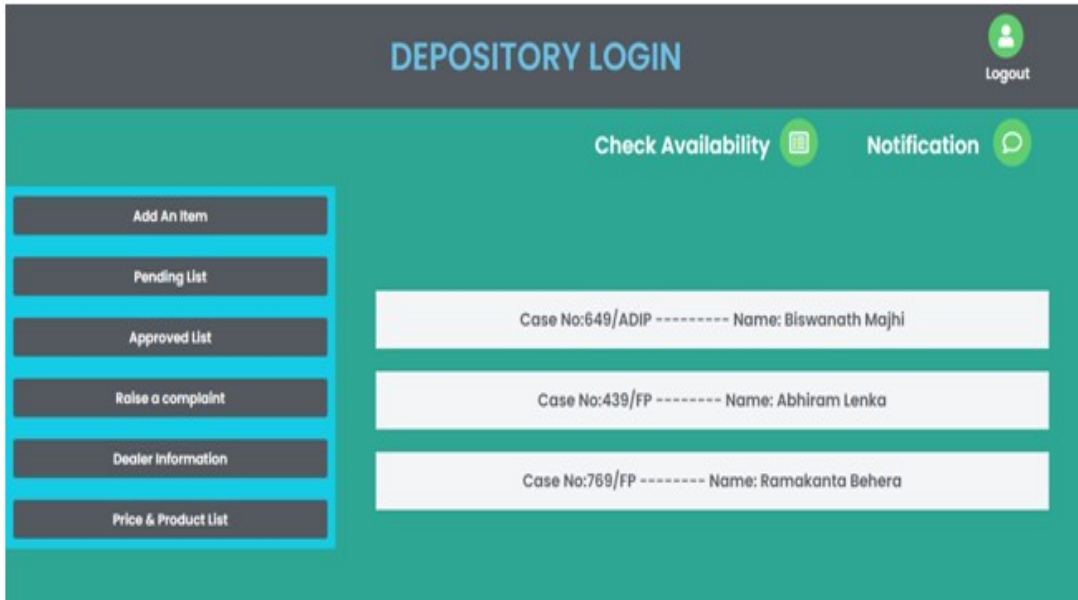 DEPOSITORY LOGIN
Logout
Check Availability
Notification
Add An Item
Pending List
Approved List
Raise a complaint
Dealer Information
Price & Product List
Case No:649/ADIP --------- Name: Biswanath Majhi
Case No:439/FP -------- Name: Abhiram Lenka
Case No:769/FP -------- Name: Ramakanta Behera